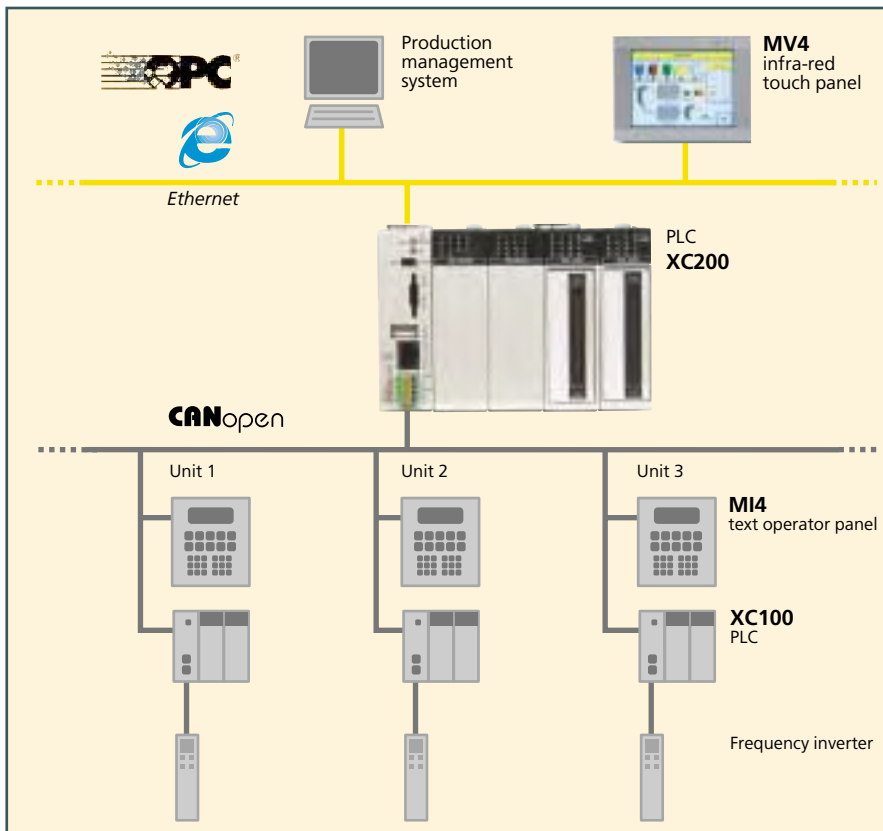 OPC®
Production
management
system
MV4
infra-red
touch panel
Ethernet
PLC
XC200
CANopen
Unit 1
Unit 2
Unit 3
MI4
text operator panel
XC100
PLC
Frequency inverter